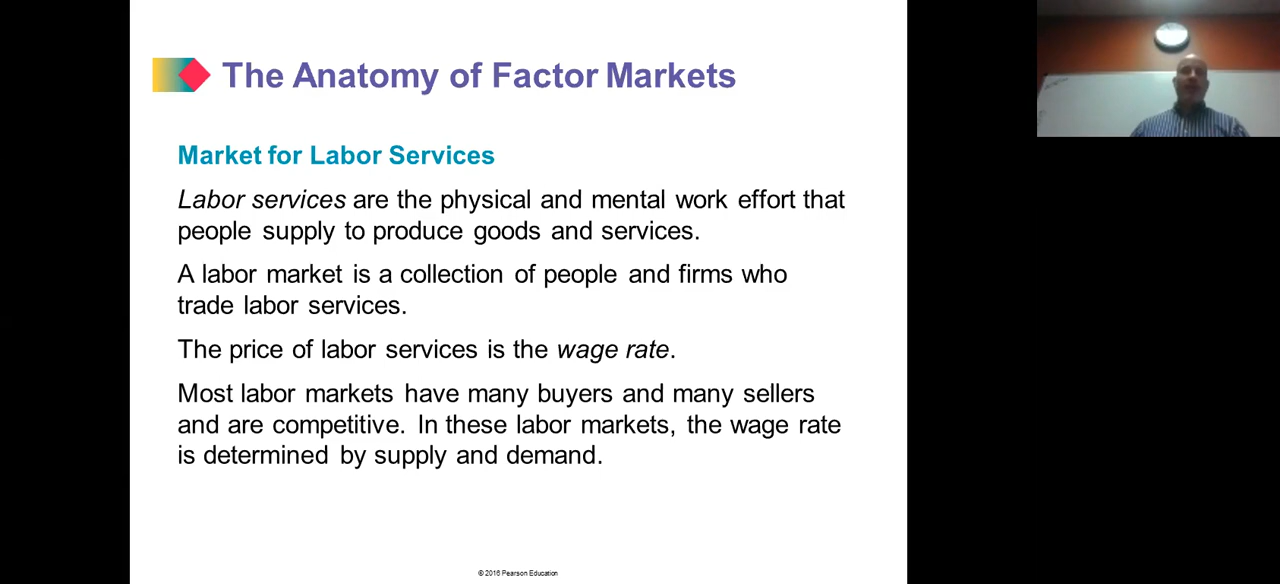 The Anatomy of Factor Markets
Market for Labor Services
Labor services are the physical and mental work effort that
people supply to produce goods and services.
A labor market is a collection of people and firms who
trade labor services.
The price of labor services is the wage rate.
Most labor markets have many buyers and many sellers
and are competitive. In these labor markets, the wage rate
is determined by supply and demand.
© 2016 Pearson Education